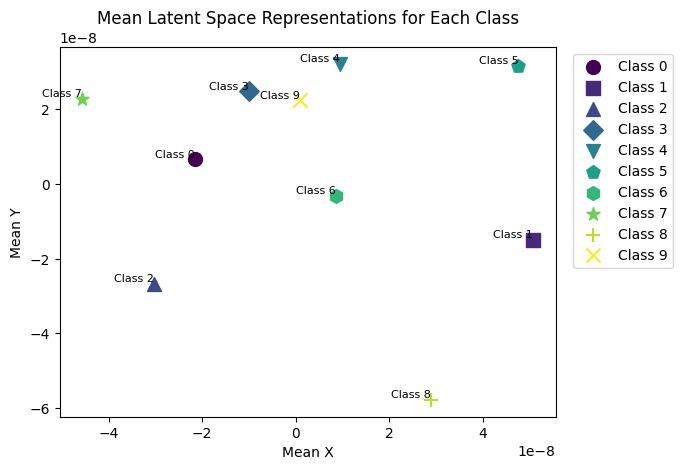 Mean Latent Space Representations for Each Class
1e−8
Class 4
Class 5
Class 3
Class 7
Class 9
Class 0
Class 6
Class 1
Class 2
Class 8
2
0
−2
−4
−6
Mean Y
−4 −2 0 2 4
1e−8
Mean X
Class 0
Class 1
Class 2
Class 3
Class 4
Class 5
Class 6
Class 7
Class 8
Class 9